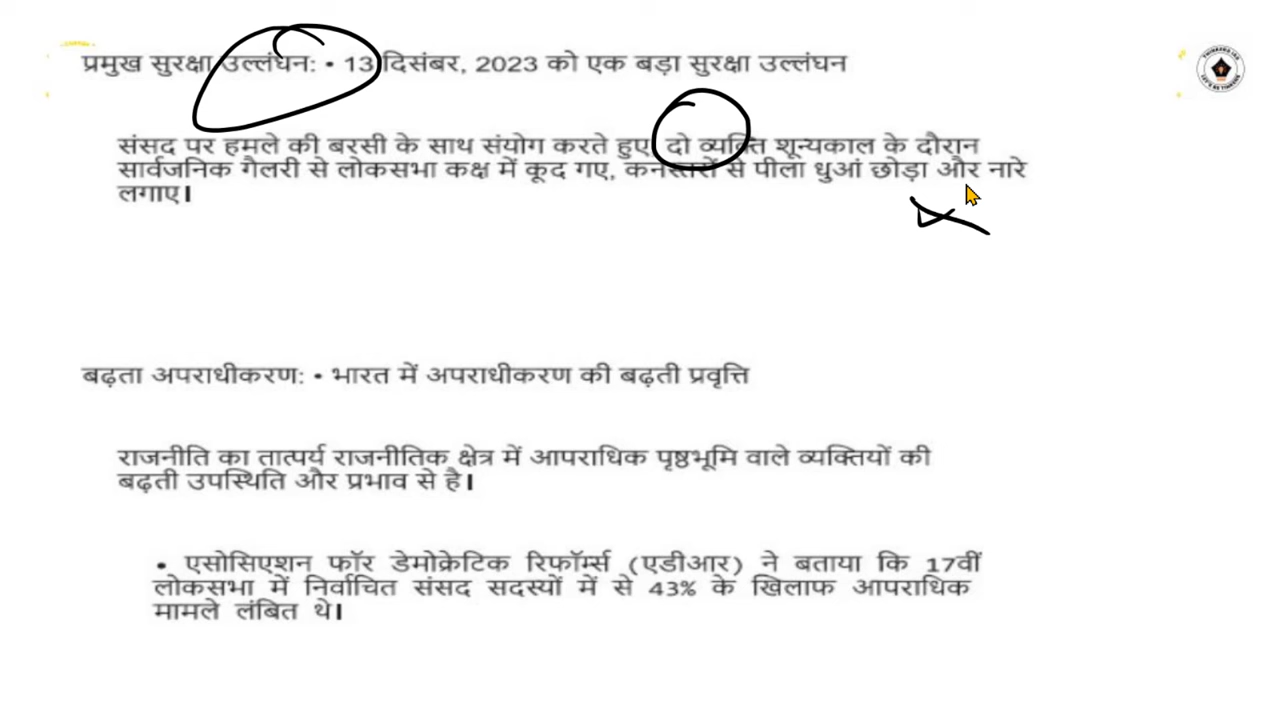 प्रमुख सुरक्षा उल्लंघन: • 13 दिसंबर, 2023 को एक बड़ा सुरक्षा उल्लंघन
संसद पर हमले की बरसी के साथ संयोग करते हुए, दो व्यक्ति शून्यकाल के दौरान
सार्वजनिक गैलरी से लोकसभा कक्ष में कूद गए, कनस्तरों से पीला धुआं छोड़ा और नारे
लगाए।
बढ़ता अपराधीकरण: • भारत में अपराधीकरण की बढ़ती प्रवृत्ति
राजनीति का तात्पर्य राजनीतिक क्षेत्र में आपराधिक पृष्ठभूमि वाले व्यक्तियों की
बढ़ती उपस्थिति और प्रभाव से है।
• एसोसिएशन फॉर डेमोक्रेटिक रिफॉर्म्स (एडीआर) ने बताया कि 17वीं
लोकसभा में निर्वाचित संसद सदस्यों में से 43% के खिलाफ आपराधिक
मामले लंबित थे।